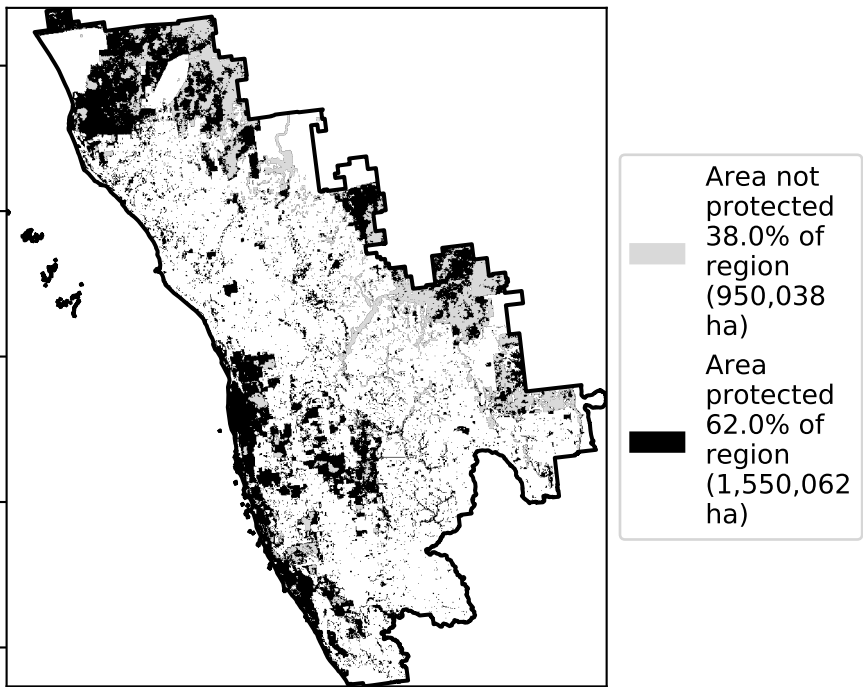 Area not
protected
38.0% of
region
(950,038
ha)
Area
protected
62.0% of
region
(1,550,062
ha)